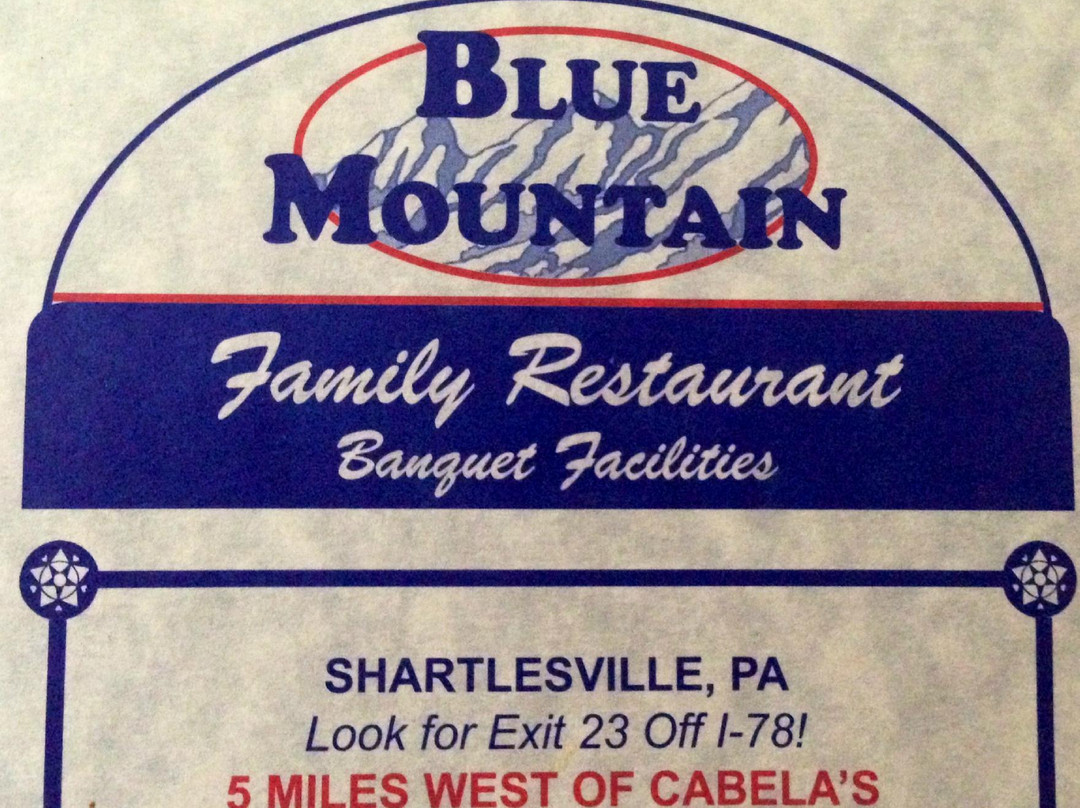 BLUE
MOUNTAIN
Family Restaurant
Banquet Facilities
SHARTLESVILLE, PA
Look for Exit 23 Off I-78!
5 MILES WEST OF CABELA'S